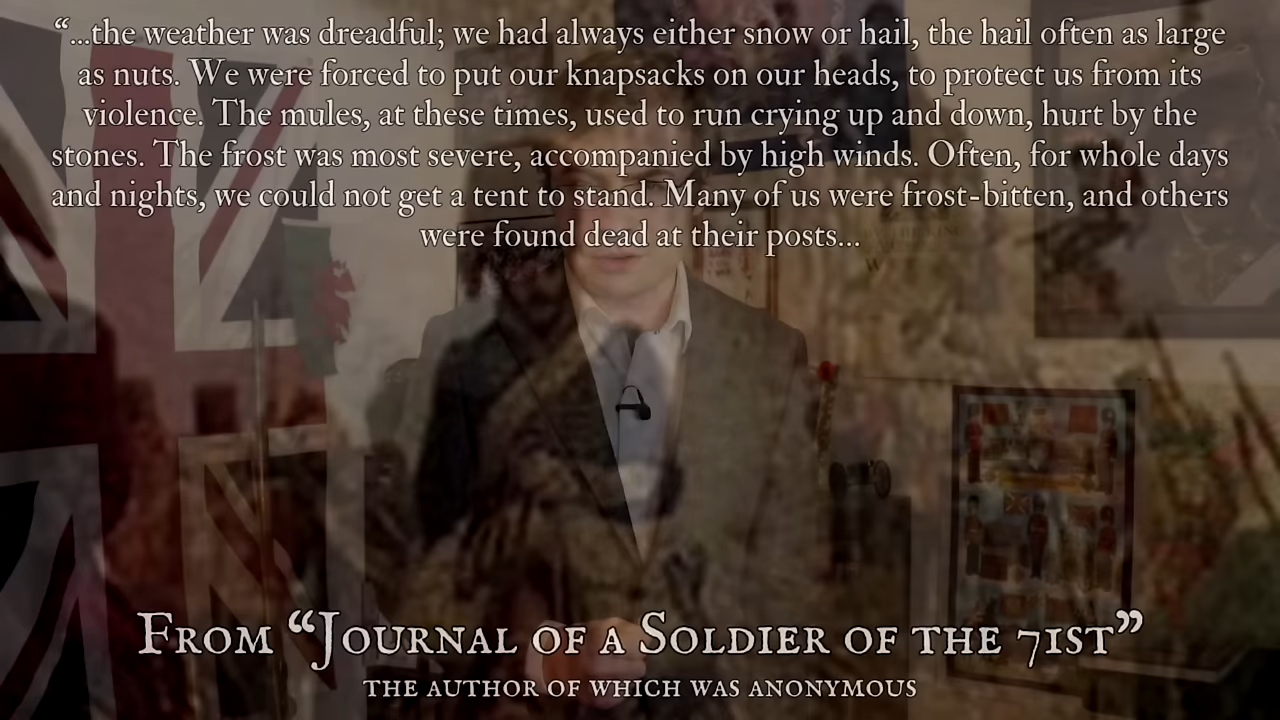 “...the weather was dreadful; we had always either snow or hail, the hail often as large
as nuts. We were forced to put our knapsacks on our heads, to protect us from its
violence. The mules, at these times, used to run crying up and down, hurt by the
stones. The frost was most severe, accompanied by high winds. Often, for whole days
and nights, we could not get a tent to stand. Many of us were frost-bitten, and others
were found dead at their posts...
From “Journal of a Soldier of the 71st”
the author of which was anonymous